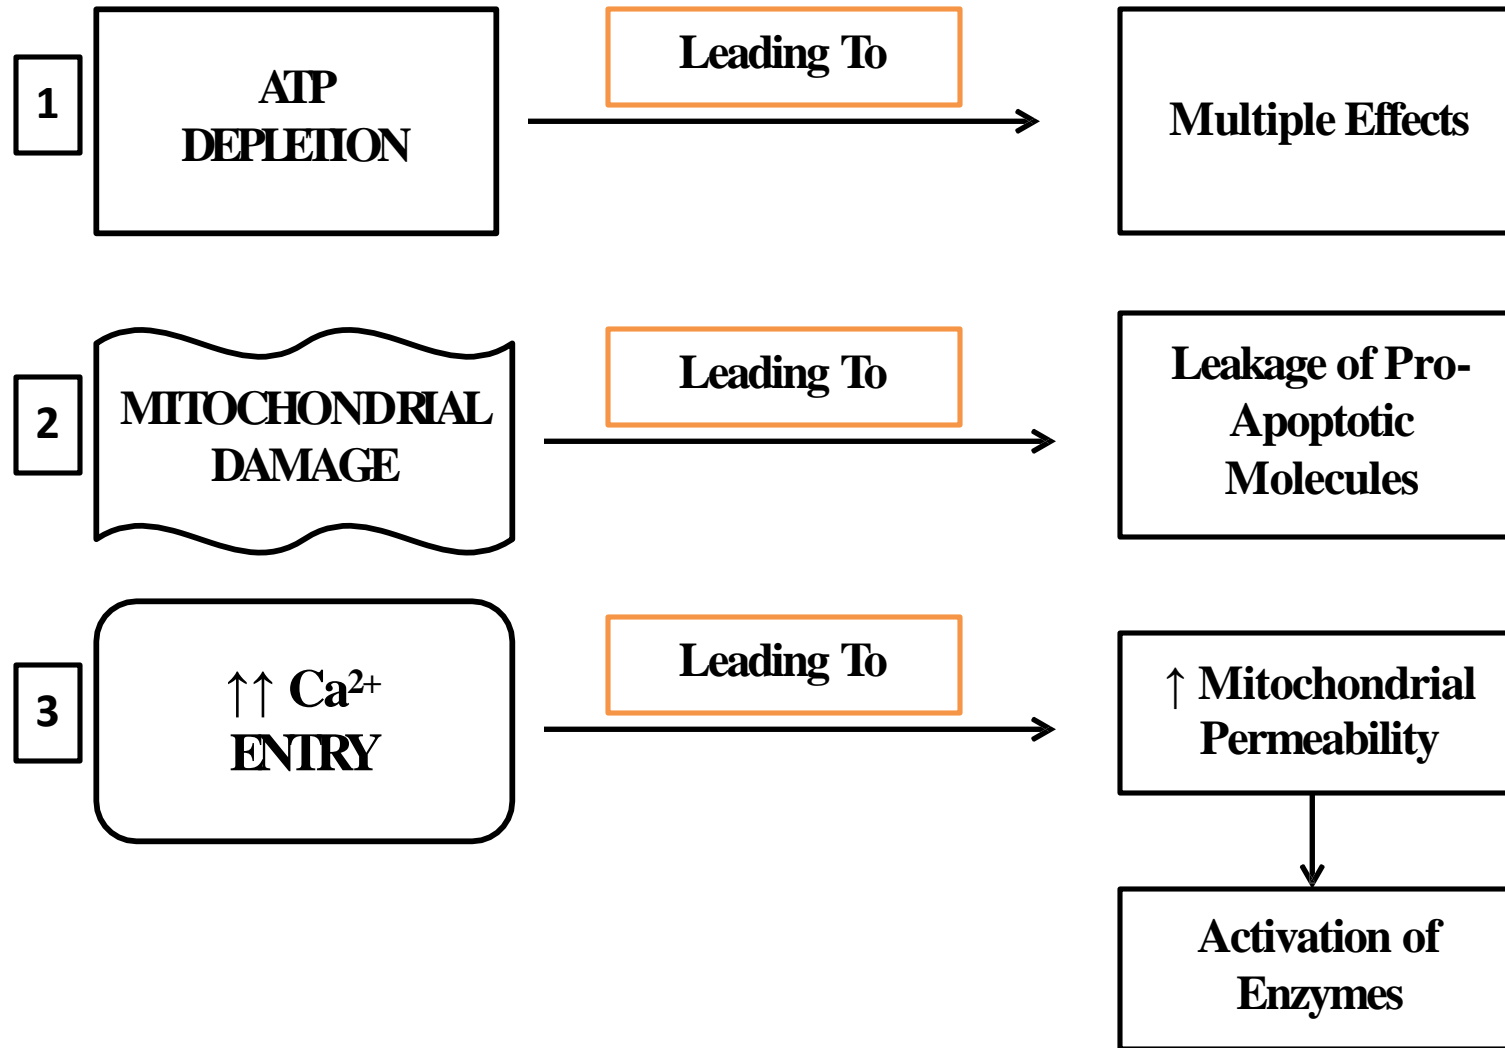 1
ATP
DEPLETION
Leading To
Multiple Effects
2
MITOCHONDRIAL
DAMAGE
Leading To
Leakage of Pro-
Apoptotic
Molecules
3
↑↑ Ca²⁺
ENTRY
Leading To
↑ Mitochondrial
Permeability
Activation of
Enzymes